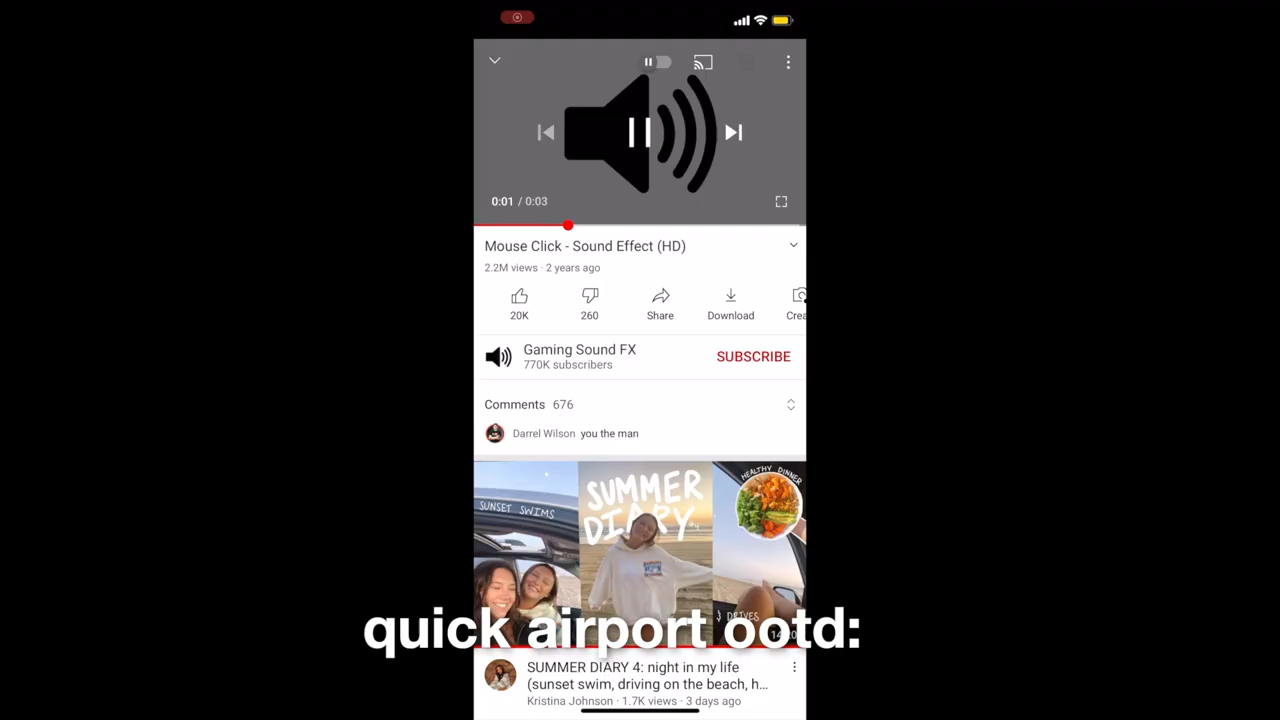 0:01 / 0:03
Mouse Click - Sound Effect (HD)
2.2M views · 2 years ago
20K
260
Share
Download
Crea
Gaming Sound FX
770K subscribers
SUBSCRIBE
Comments 676
Darrel Wilson you the man
SUNSET SWIMS
SUMMER
DIARY
#4
HEALTHY DINNER
DRIVES
quick airport ootd:
SUMMER DIARY 4: night in my life
(sunset swim, driving on the beach, h...
Kristina Johnson · 1.7K views · 3 days ago